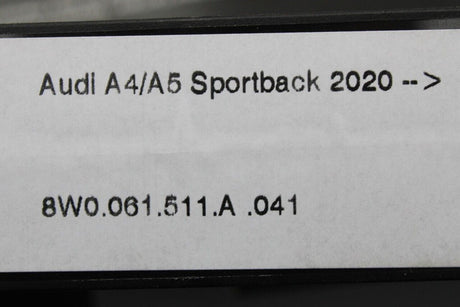 Audi A4/A5 Sportback 2020 -->
8W0.061.511.A .041